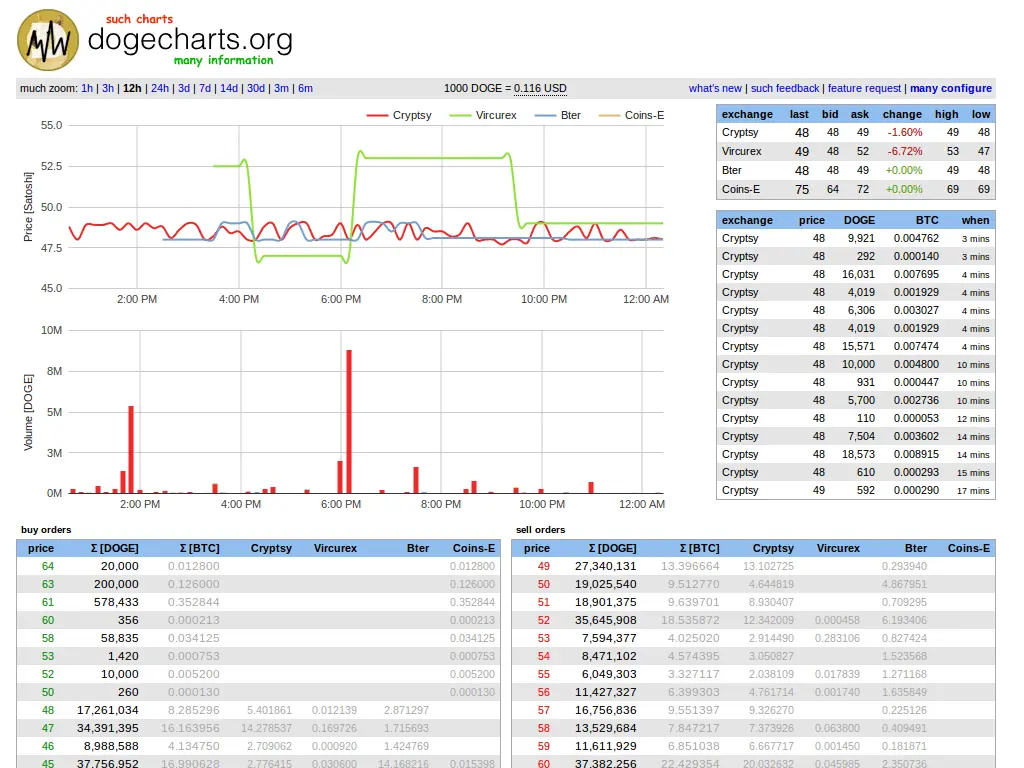 such charts
dogecharts.org
many information
much zoom: 1h | 3h | 12h | 24h | 3d | 7d | 14d | 30d | 3m | 6m 1000 DOGE = 0.116 USD what's new | such feedback | feature request | many configure
Cryptsy Vircurex Bter Coins-E
Price [Satoshi]
55.0
52.5
50.0
47.5
45.0
2:00 PM 4:00 PM 6:00 PM 8:00 PM 10:00 PM 12:00 AM
Volume [DOGE]
10M
8M
5M
3M
0M
2:00 PM 4:00 PM 6:00 PM 8:00 PM 10:00 PM 12:00 AM
exchange last bid ask change high low
Cryptsy 48 48 49 -1.60% 49 48
Vircurex 49 48 52 -6.72% 53 47
Bter 48 48 49 +0.00% 49 48
Coins-E 75 64 72 +0.00% 69 69
exchange price DOGE BTC when
Cryptsy 48 9,921 0.004762 3 mins
Cryptsy 48 292 0.000140 3 mins
Cryptsy 48 16,031 0.007695 4 mins
Cryptsy 48 4,019 0.001929 4 mins
Cryptsy 48 6,306 0.003027 4 mins
Cryptsy 48 4,019 0.001929 4 mins
Cryptsy 48 15,571 0.007474 4 mins
Cryptsy 48 10,000 0.004800 10 mins
Cryptsy 48 931 0.000447 10 mins
Cryptsy 48 5,700 0.002736 10 mins
Cryptsy 48 110 0.000053 12 mins
Cryptsy 48 7,504 0.003602 14 mins
Cryptsy 48 18,573 0.008915 14 mins
Cryptsy 48 610 0.000293 15 mins
Cryptsy 49 592 0.000290 17 mins
buy orders
price Σ [DOGE] Σ [BTC] Cryptsy Vircurex Bter Coins-E
64 20,000 0.012800 0.012800
63 200,000 0.126000 0.126000
61 578,433 0.352844 0.352844
60 356 0.000213 0.000213
58 58,835 0.034125 0.034125
53 1,420 0.000753 0.000753
52 10,000 0.005200 0.005200
50 260 0.000130 0.000130
48 17,261,034 8.285296 5.401861 0.012139 2.871297
47 34,391,395 16.163956 14.278537 0.169726 1.715693
46 8,988,588 4.134750 2.709062 0.000920 1.424769
45 37,756,952 16.990628 2.776415 0.030600 14.168216 0.015398
sell orders
price Σ [DOGE] Σ [BTC] Cryptsy Vircurex Bter Coins-E
49 27,340,131 13.396664 13.102725 0.293940
50 19,025,540 9.512770 4.644819 4.867951
51 18,901,375 9.639701 8.930407 0.709295
52 35,645,908 18.535872 12.342009 0.000458 6.193406
53 7,594,377 4.025020 2.914490 0.283106 0.827424
54 8,471,102 4.574395 3.050827 1.523568
55 6,049,303 3.327117 2.038109 0.017839 1.271168
56 11,427,327 6.399303 4.761714 0.001740 1.635849
57 16,756,836 9.551397 9.326270 0.225126
58 13,529,684 7.847217 7.373926 0.063800 0.409491
59 11,611,929 6.851038 6.667717 0.001450 0.181871
60 37,382,256 22.429354 20.032632 0.045985 2.350736